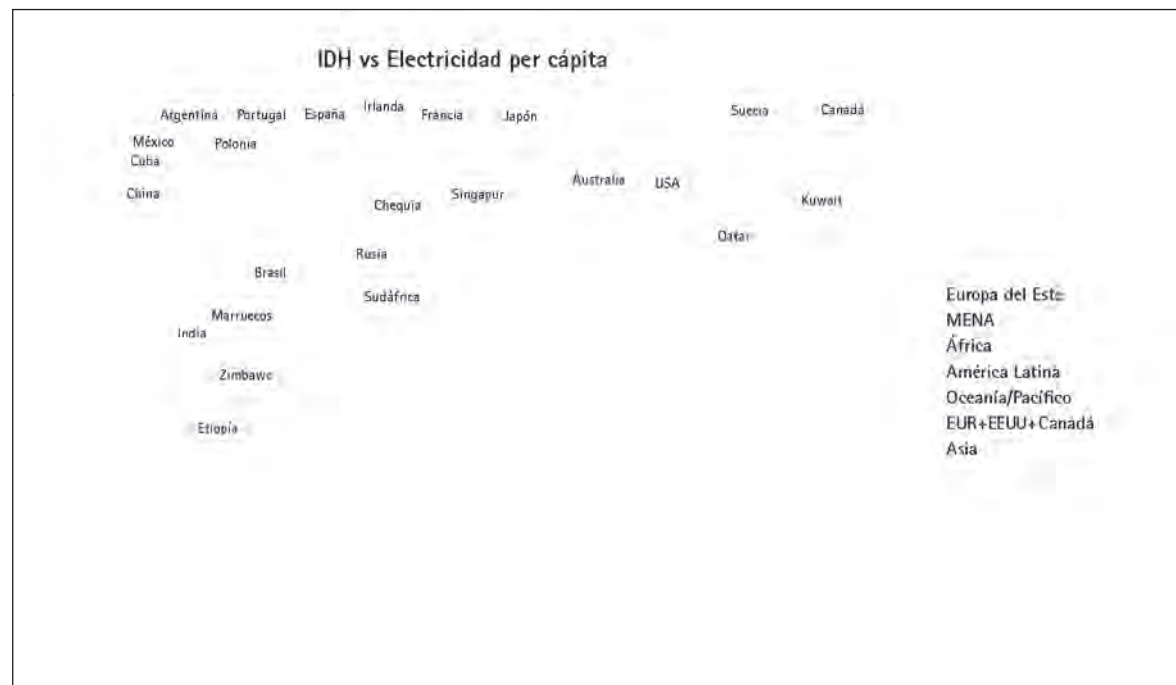 IDH vs Electricidad per cápita
Argentina Portugal España Irlanda Francia Japón Suecia Canadá
México Polonia
Cuba
China Chequia Singapur Australia USA Kuwait
Qatar
Rusia
Brasil
Sudáfrica
Marruecos
India
Zimbawe
Etiopía
Europa del Este
MENA
África
América Latina
Oceanía/Pacífico
EUR+EEUU+Canadá
Asia